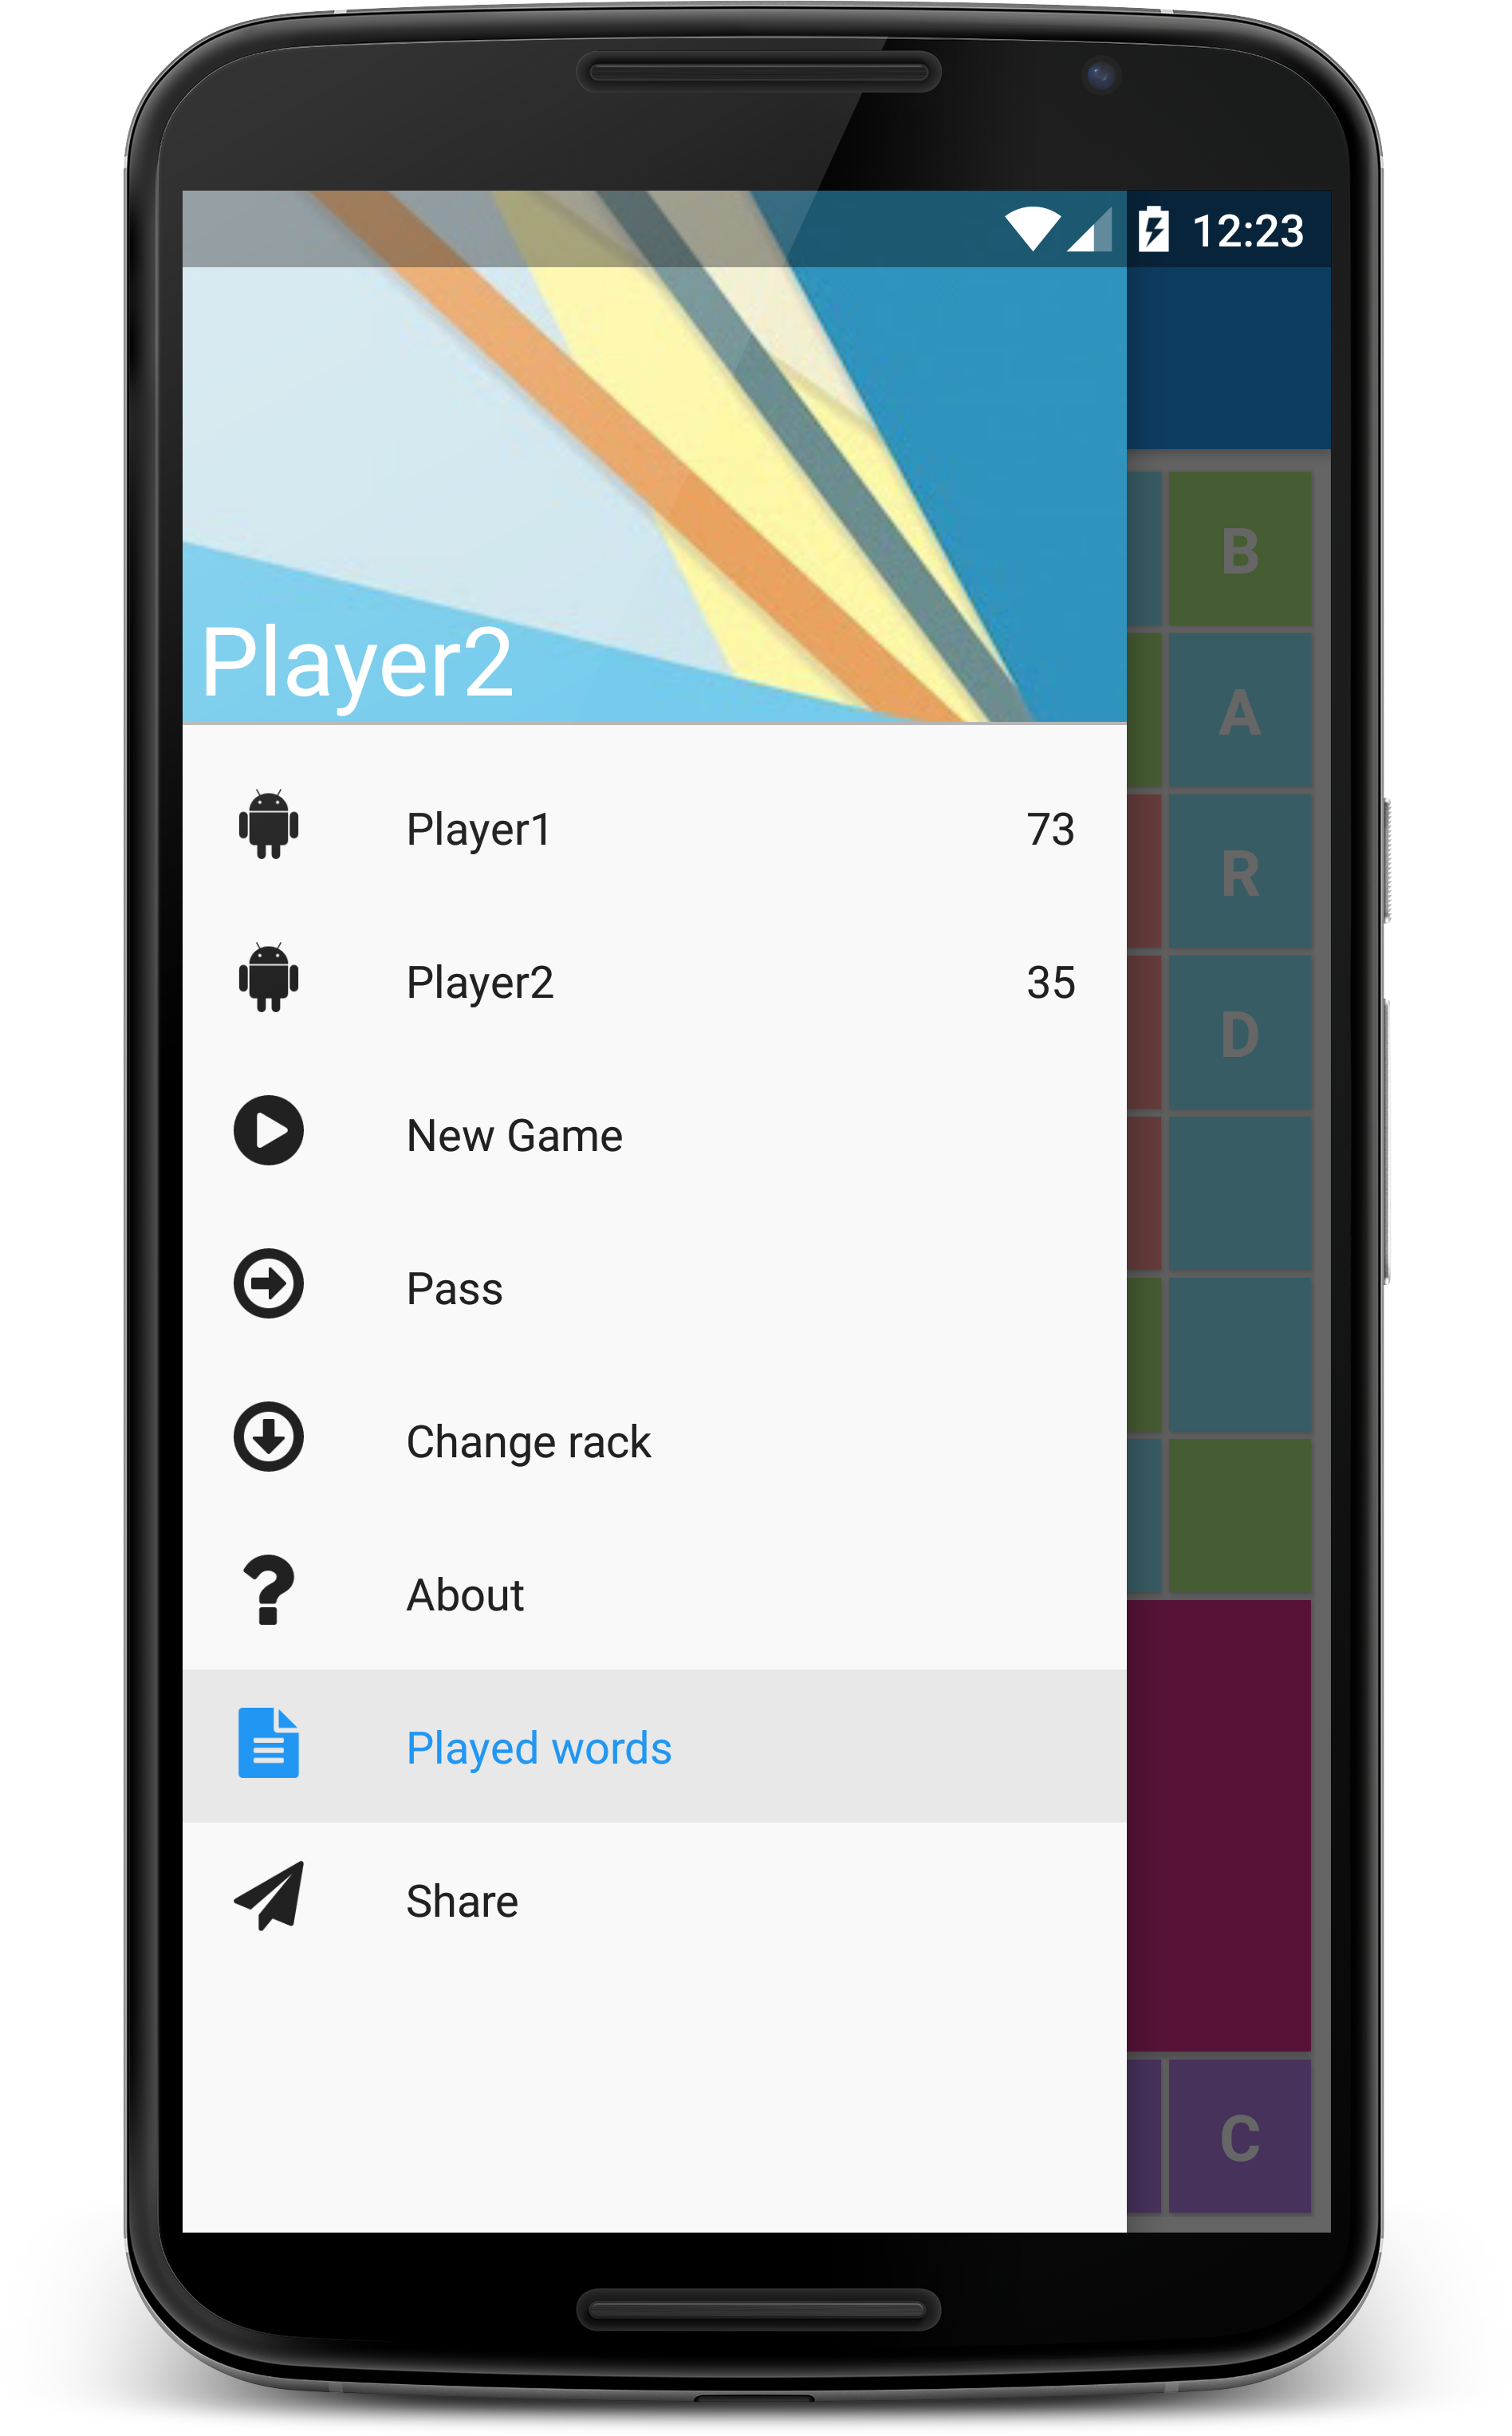 12:23
Player2
Player1 73
Player2 35
New Game
Pass
Change rack
About
Played words
Share
B
A
R
D
C